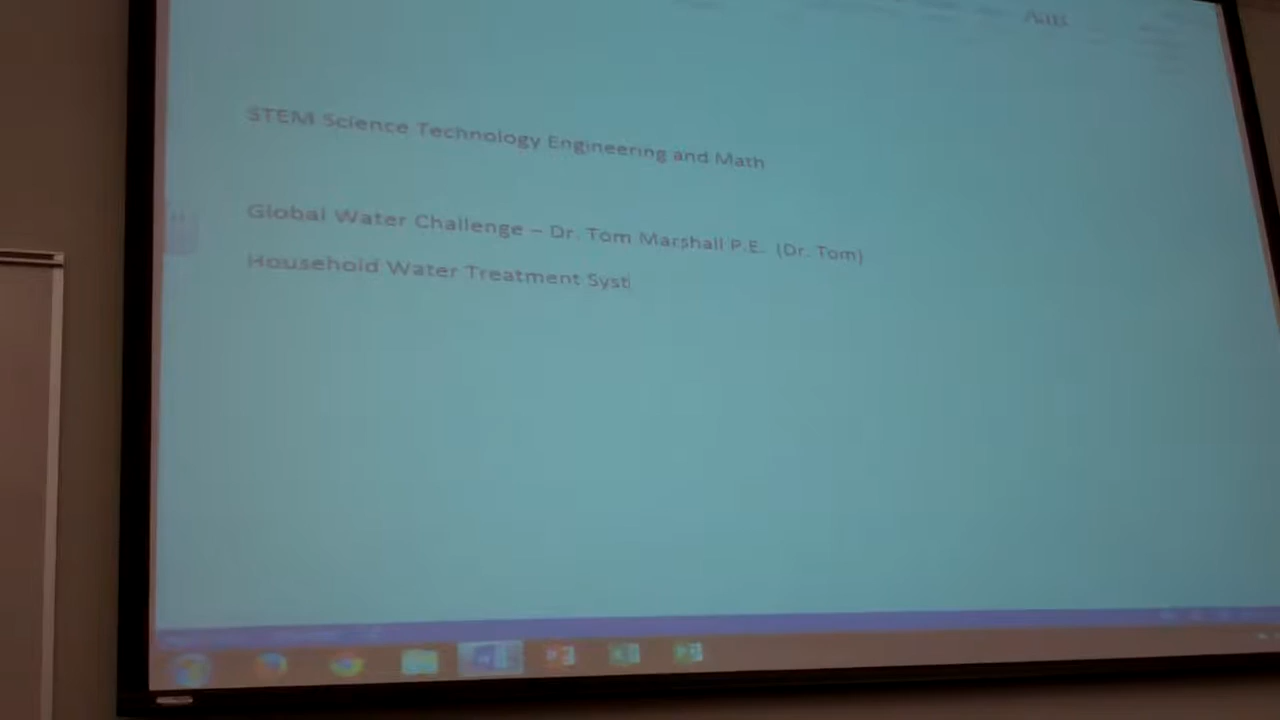 STEM Science Technology Engineering and Math
Global Water Challenge – Dr. Tom Marshall P.E. (Dr. Tom)
Household Water Treatment Syst